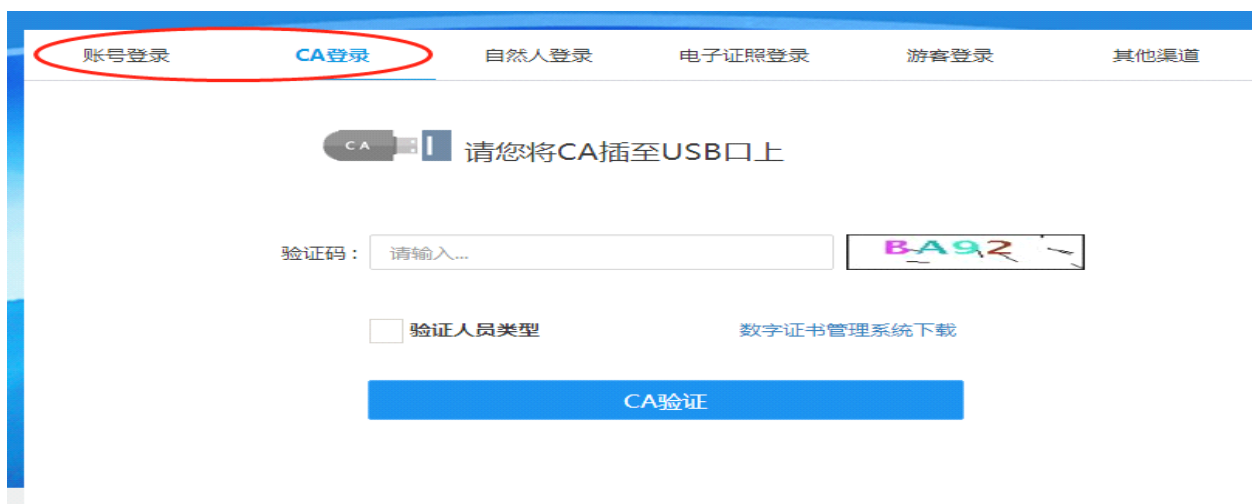 账号登录 CA登录 自然人登录 电子证照登录 游客登录 其他渠道
CA 请您将CA插至USB口上
验证码： 请输入... BA92
验证人员类型 数字证书管理系统下载
CA验证